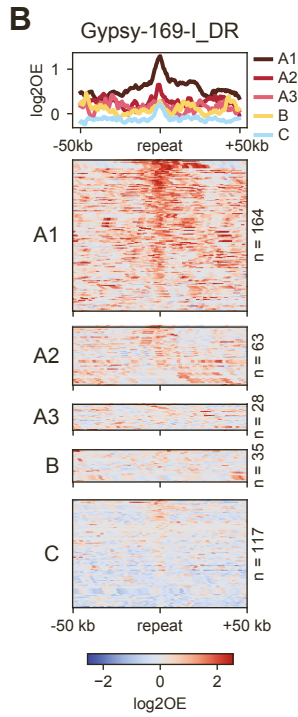 B
Gypsy-169-I_DR
log2OE
1
0
A1
A2
A3
B
C
-50kb
repeat
+50kb
A1
n = 164
A2
n = 63
A3
n = 28
B
n = 35
C
n = 117
-50 kb
repeat
+50 kb
−2
0
2
log2OE